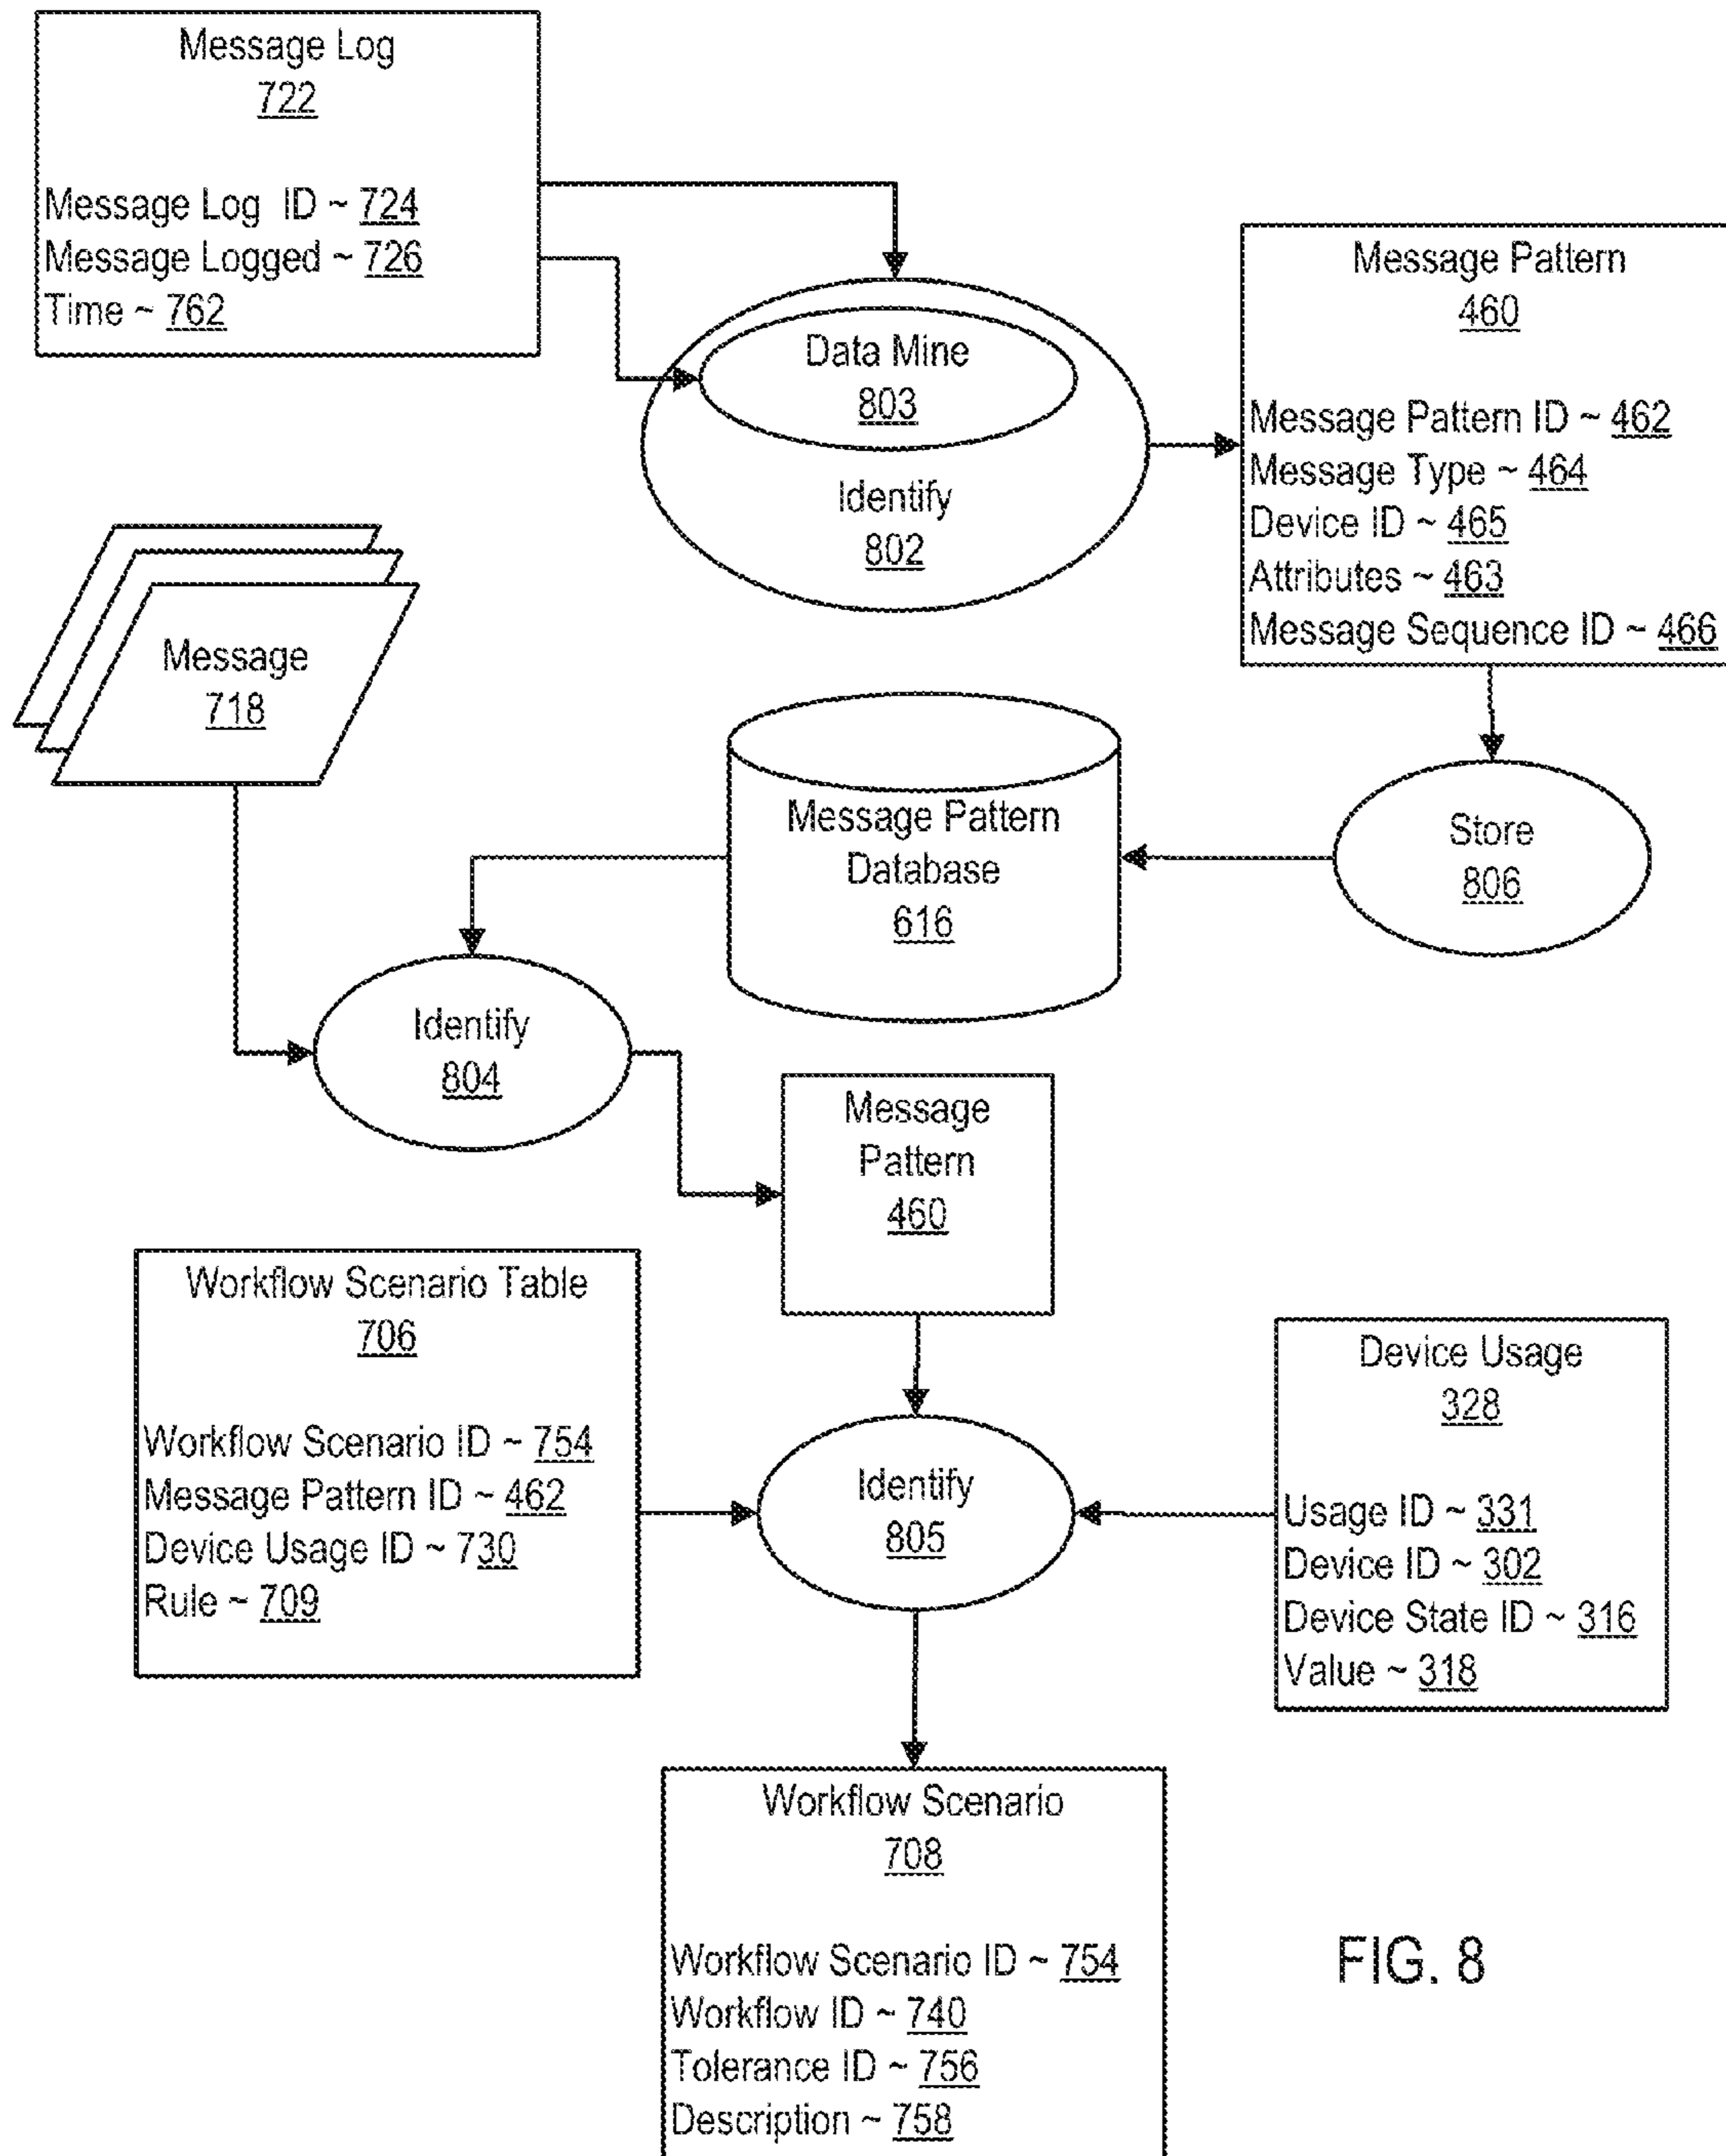 Message Log
722
Message Log ID ~ 724
Message Logged ~ 726
Time ~ 762
Data Mine
803
Identify
802
Message Pattern
460
Message Pattern ID ~ 462
Message Type ~ 464
Device ID ~ 465
Attributes ~ 463
Message Sequence ID ~ 466
Message
718
Message Pattern
Database
616
Store
806
Identify
804
Message
Pattern
460
Workflow Scenario Table
706
Workflow Scenario ID ~ 754
Message Pattern ID ~ 462
Device Usage ID ~ 730
Rule ~ 709
Identify
805
Device Usage
328
Usage ID ~ 331
Device ID ~ 302
Device State ID ~ 316
Value ~ 318
Workflow Scenario
708
Workflow Scenario ID ~ 754
Workflow ID ~ 740
Tolerance ID ~ 756
Description ~ 758
FIG. 8